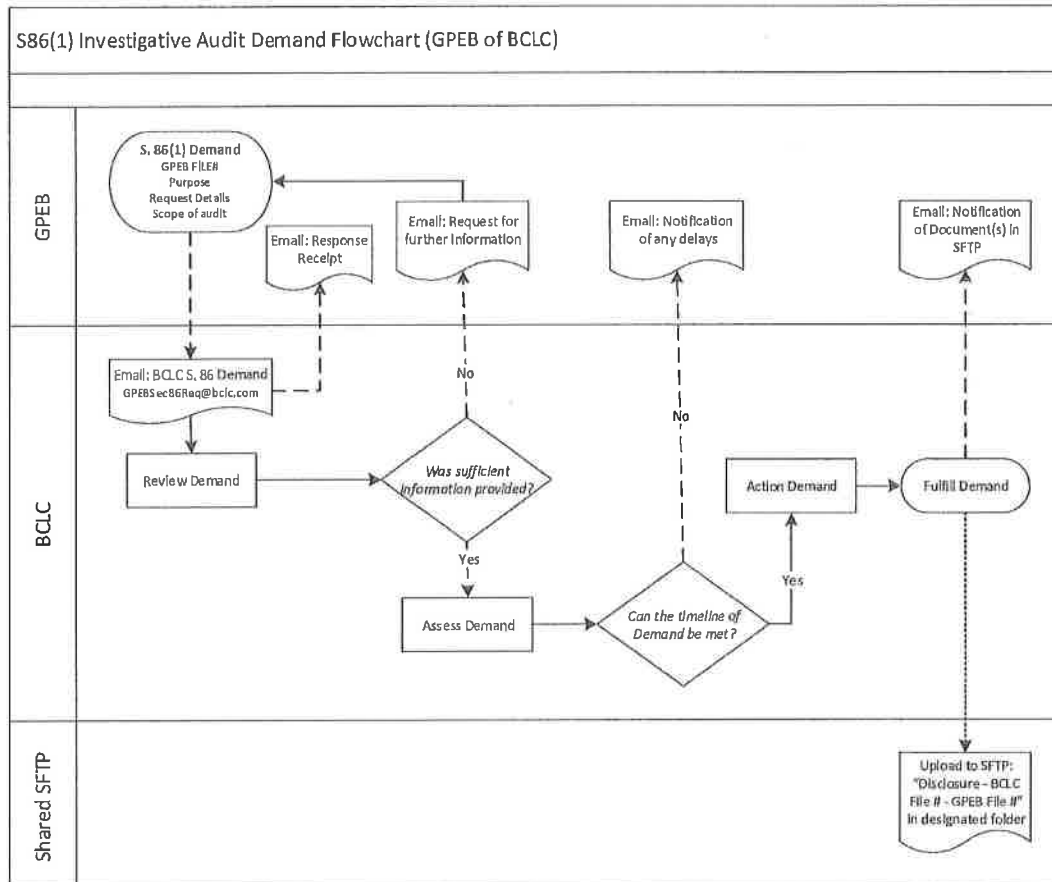 S86(1) Investigative Audit Demand Flowchart (GPEB of BCLC)
GPEB
S. 86(1) Demand
GPEB FILE#
Purpose
Request Details
Scope of audit
Email: Response
Receipt
Email: Request for
further Information
Email: Notification
of any delays
Email: Notification
of Document(s) in
SFTP
BCLC
Email: BCLC S. 86 Demand
GPEBSec86Req@bclc.com
Review Demand
No
Was sufficient
information provided?
Yes
Assess Demand
No
Can the timeline of
Demand be met?
Yes
Action Demand
Fulfill Demand
Shared SFTP
Upload to SFTP:
"Disclosure - BCLC
File # - GPEB File #"
in designated folder